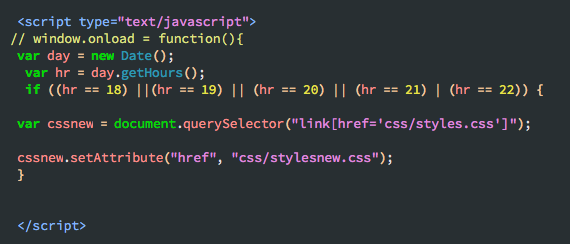 <script type="text/javascript">
// window.onload = function(){
var day = new Date();
var hr = day.getHours();
if ((hr == 18) ||(hr == 19) || (hr == 20) || (hr == 21) | (hr == 22)) {
var cssnew = document.querySelector("link[href='css/styles.css']");
cssnew.setAttribute("href", "css/stylesnew.css");
}
</script>